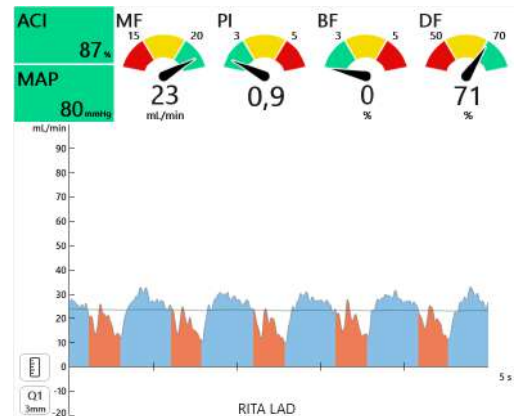 ACI
87 %
MAP
80 mmHg
MF
15 20
23
mL/min
PI
3 5
0,9
BF
3 5
0
%
DF
50 70
71
%
mL/min
90
80
70
60
50
40
30
20
10
0
-10
-20
5 s
Q1
3mm
RITA LAD